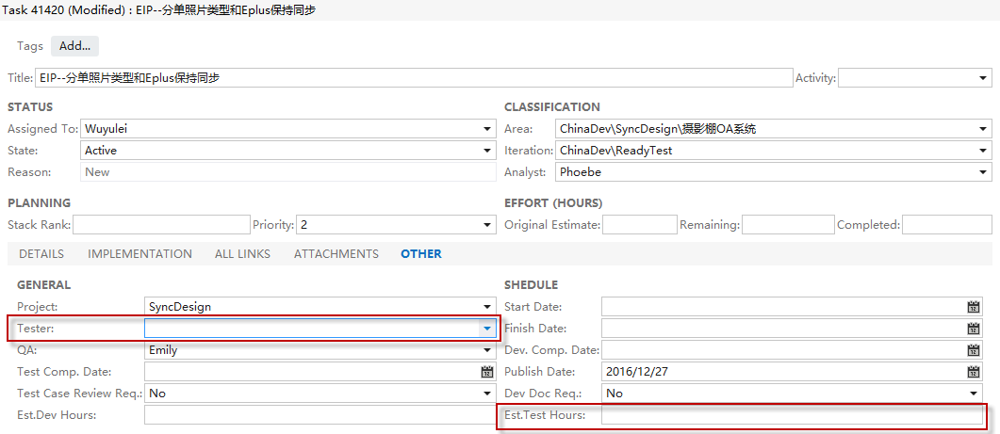 Task 41420 (Modified) : EIP--分单照片类型和Eplus保持同步
Tags Add...
Title: EIP--分单照片类型和Eplus保持同步 Activity:
STATUS CLASSIFICATION
Assigned To: Wuyulei Area: ChinaDev\SyncDesign\摄影棚OA系统
State: Active Iteration: ChinaDev\ReadyTest
Reason: New Analyst: Phoebe
PLANNING EFFORT (HOURS)
Stack Rank: Priority: 2 Original Estimate: Remaining: Completed:
DETAILS IMPLEMENTATION ALL LINKS ATTACHMENTS OTHER
GENERAL SHEDULE
Project: SyncDesign Start Date: 12
Tester: Finish Date: 12
QA: Emily Dev. Comp. Date: 12
Test Comp. Date: 12 Publish Date: 2016/12/27 12
Test Case Review Req.: No Dev Doc Req.: No
Est.Dev Hours: Est.Test Hours: